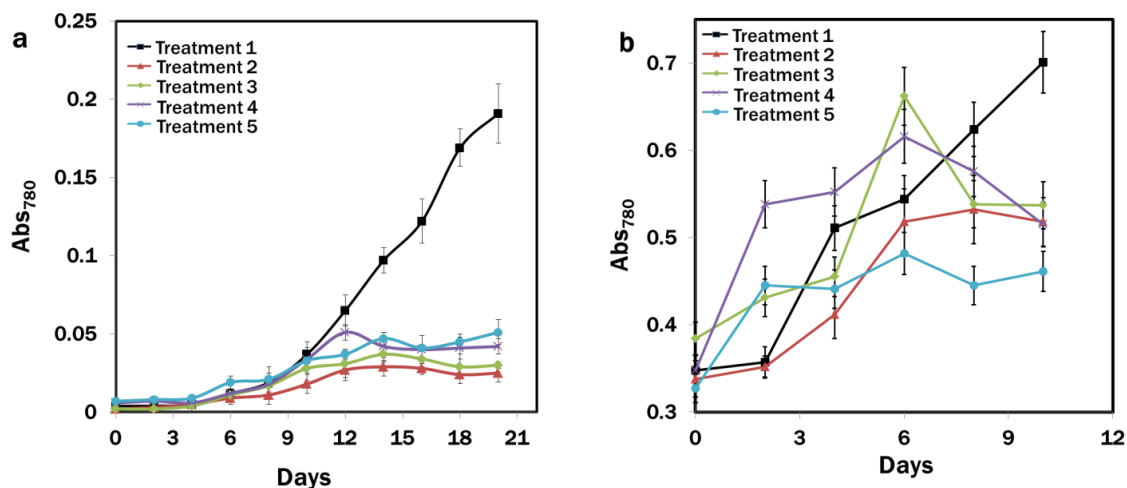 a
0.25
0.2
0.15
0.1
0.05
0
Abs780
Treatment 1
Treatment 2
Treatment 3
Treatment 4
Treatment 5
0 3 6 9 12 15 18 21
Days
b
0.7
0.6
0.5
0.4
0.3
Abs780
Treatment 1
Treatment 2
Treatment 3
Treatment 4
Treatment 5
0 3 6 9 12
Days